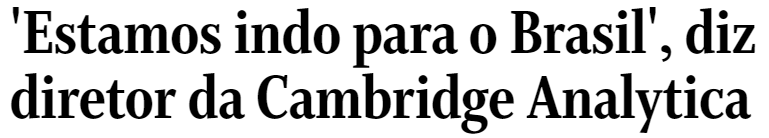 'Estamos indo para o Brasil', diz
diretor da Cambridge Analytica